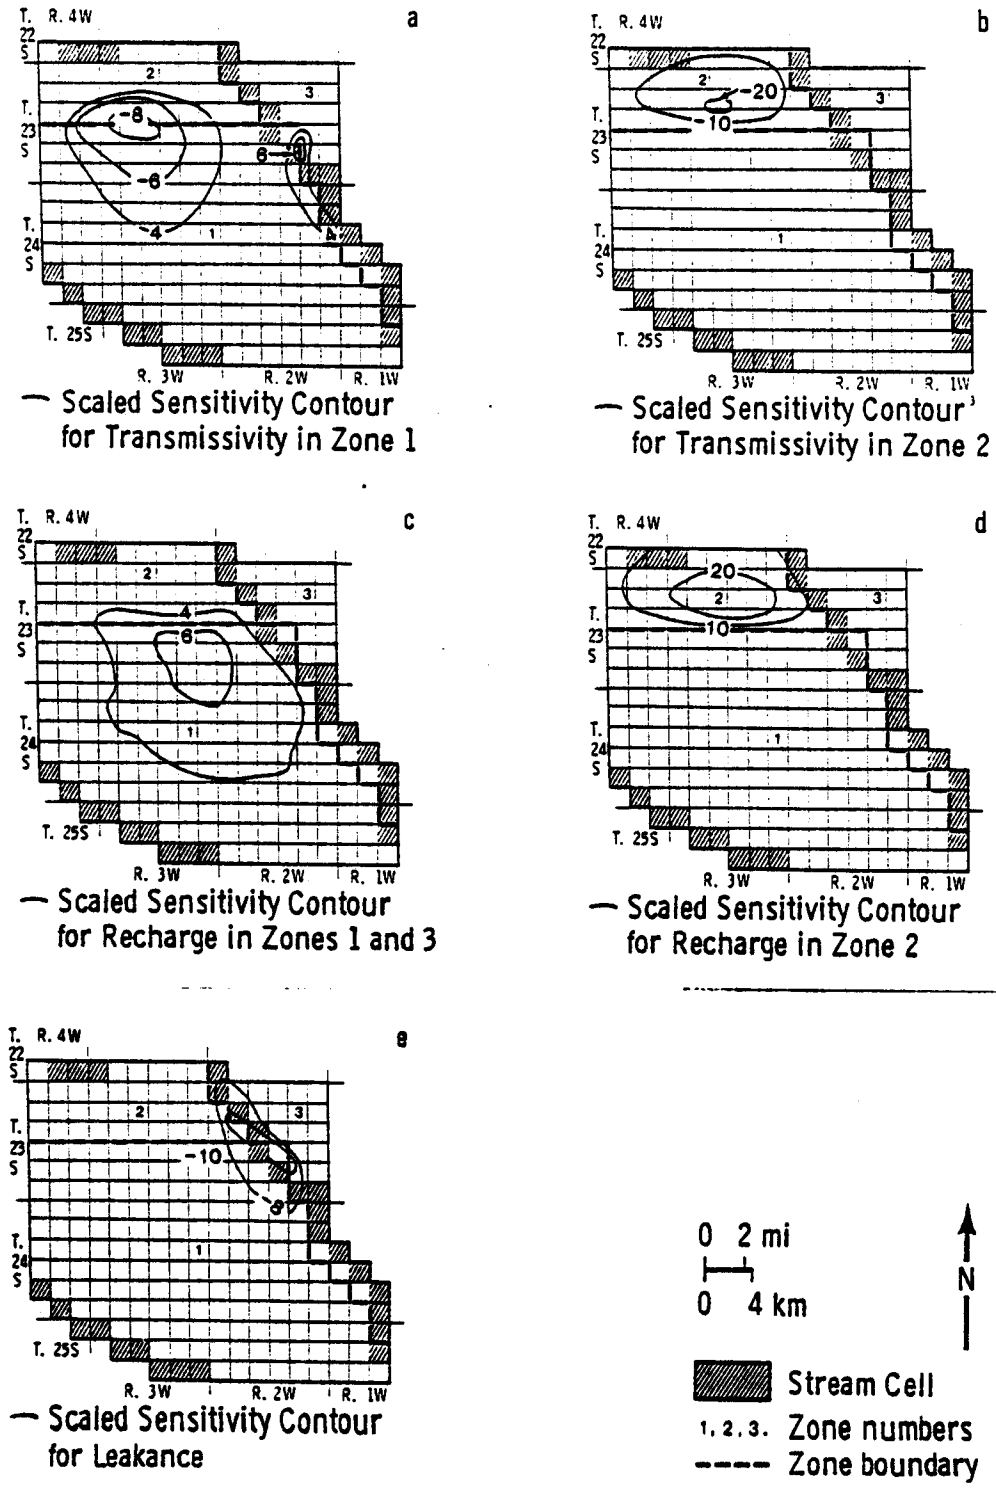 a
T. R. 4W
22
S
2
3
-8
T.
23
S
6
-6
-4
1
4
T.
24
S
T. 25S
R. 3W R. 2W R. 1W
Scaled Sensitivity Contour
for Transmissivity in Zone 1
b
T. R. 4W
22
S
2
-20
3
-10
T.
23
S
1
T.
24
S
T. 25S
R. 3W R. 2W R. 1W
Scaled Sensitivity Contour
for Transmissivity in Zone 2
c
T. R. 4W
22
S
2
3
4
T.
23
S
6
1
T.
24
S
T. 25S
R. 3W R. 2W R. 1W
Scaled Sensitivity Contour
for Recharge in Zones 1 and 3
d
T. R. 4W
22
S
20
2
3
10
T.
23
S
1
T.
24
S
T. 25S
R. 3W R. 2W R. 1W
Scaled Sensitivity Contour
for Recharge in Zone 2
e
T. R. 4W
22
S
2
3
T.
23
S
-10
-8
1
T.
24
S
T. 25S
R. 3W R. 2W R. 1W
Scaled Sensitivity Contour
for Leakance
0 2 mi
0 4 km
N
Stream Cell
1, 2, 3. Zone numbers
Zone boundary